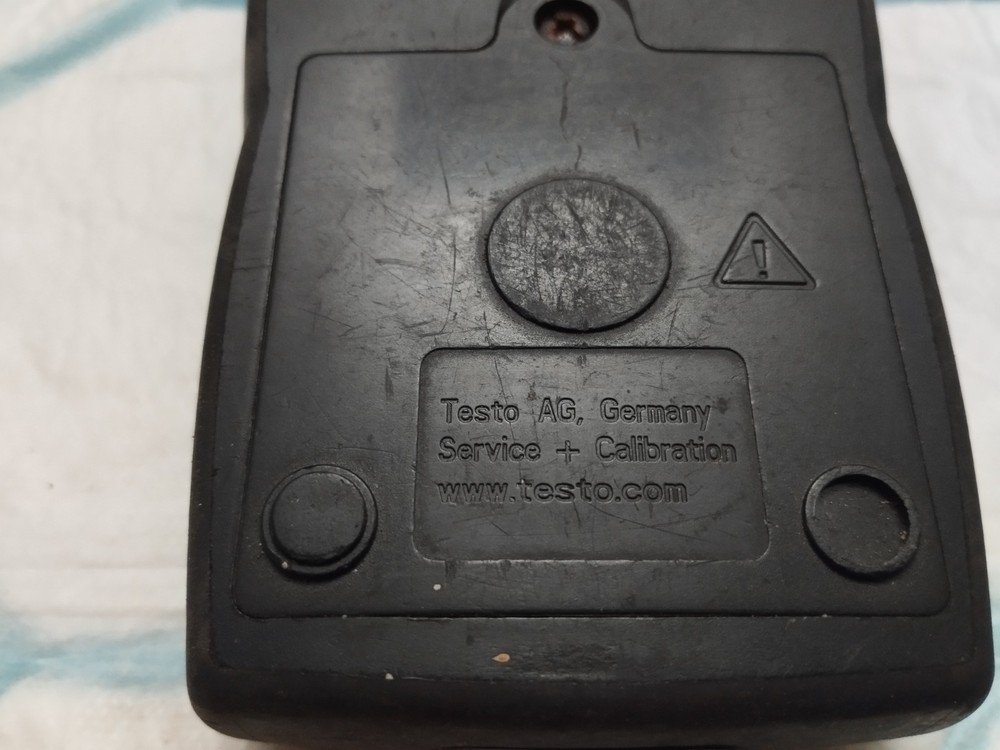 Testo AG, Germany
Service + Calibration
www.testo.com